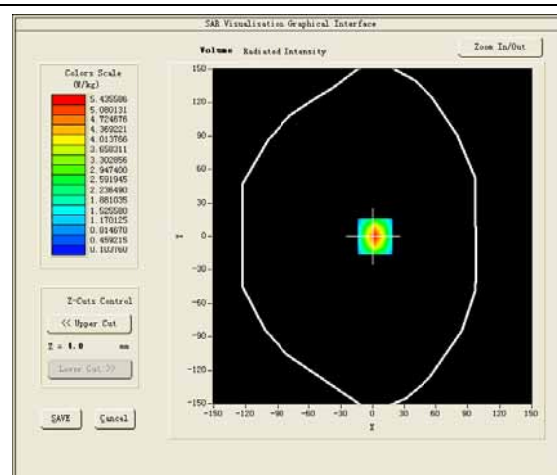 SAR Visualisation Graphical Interface
Volume Radiated Intensity
Zoom In/Out
Colors Scale
(W/kg)
5.435586
5.080131
4.724676
4.369221
4.013766
3.658311
3.302856
2.947400
2.591945
2.236490
1.881035
1.525580
1.170125
0.814670
0.459215
0.103760
150
90
60
30
0
-30
-60
-90
-120
-150
Y
-150 -120 -90 -60 -30 0 30 60 90 120 150
X
Z-Cuts Control
<< Upper Cut
Z = 4.0 mm
Lower Cut >>
SAVE
Cancel